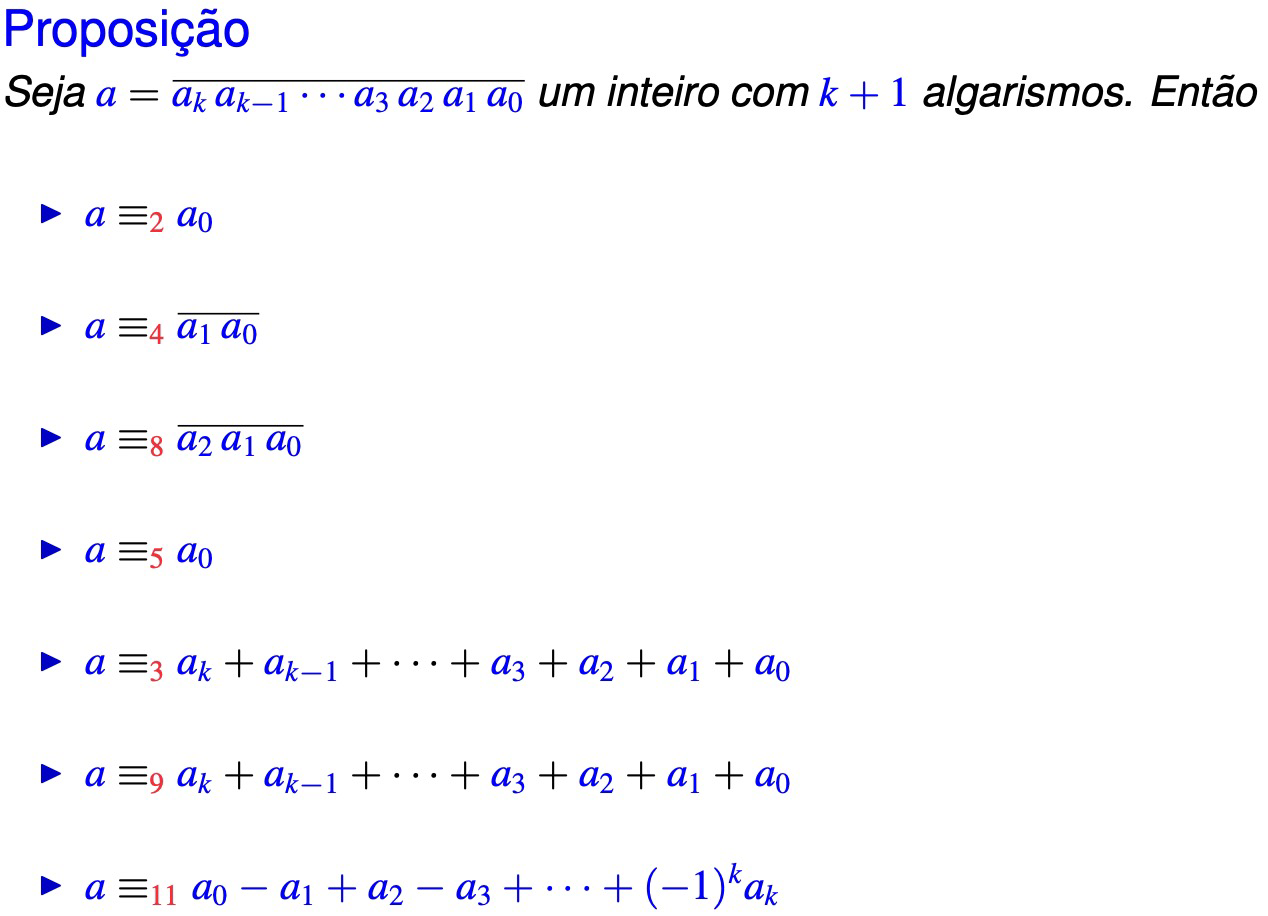 Proposição
Seja $a = \overline{a_k\, a_{k-1} \cdots a_3\, a_2\, a_1\, a_0}$ um inteiro com $k + 1$ algarismos. Então
► $a \equiv_2 a_0$
► $a \equiv_4 \overline{a_1\, a_0}$
► $a \equiv_8 \overline{a_2\, a_1\, a_0}$
► $a \equiv_5 a_0$
► $a \equiv_3 a_k + a_{k-1} + \cdots + a_3 + a_2 + a_1 + a_0$
► $a \equiv_9 a_k + a_{k-1} + \cdots + a_3 + a_2 + a_1 + a_0$
► $a \equiv_{11} a_0 - a_1 + a_2 - a_3 + \cdots + (-1)^k a_k$